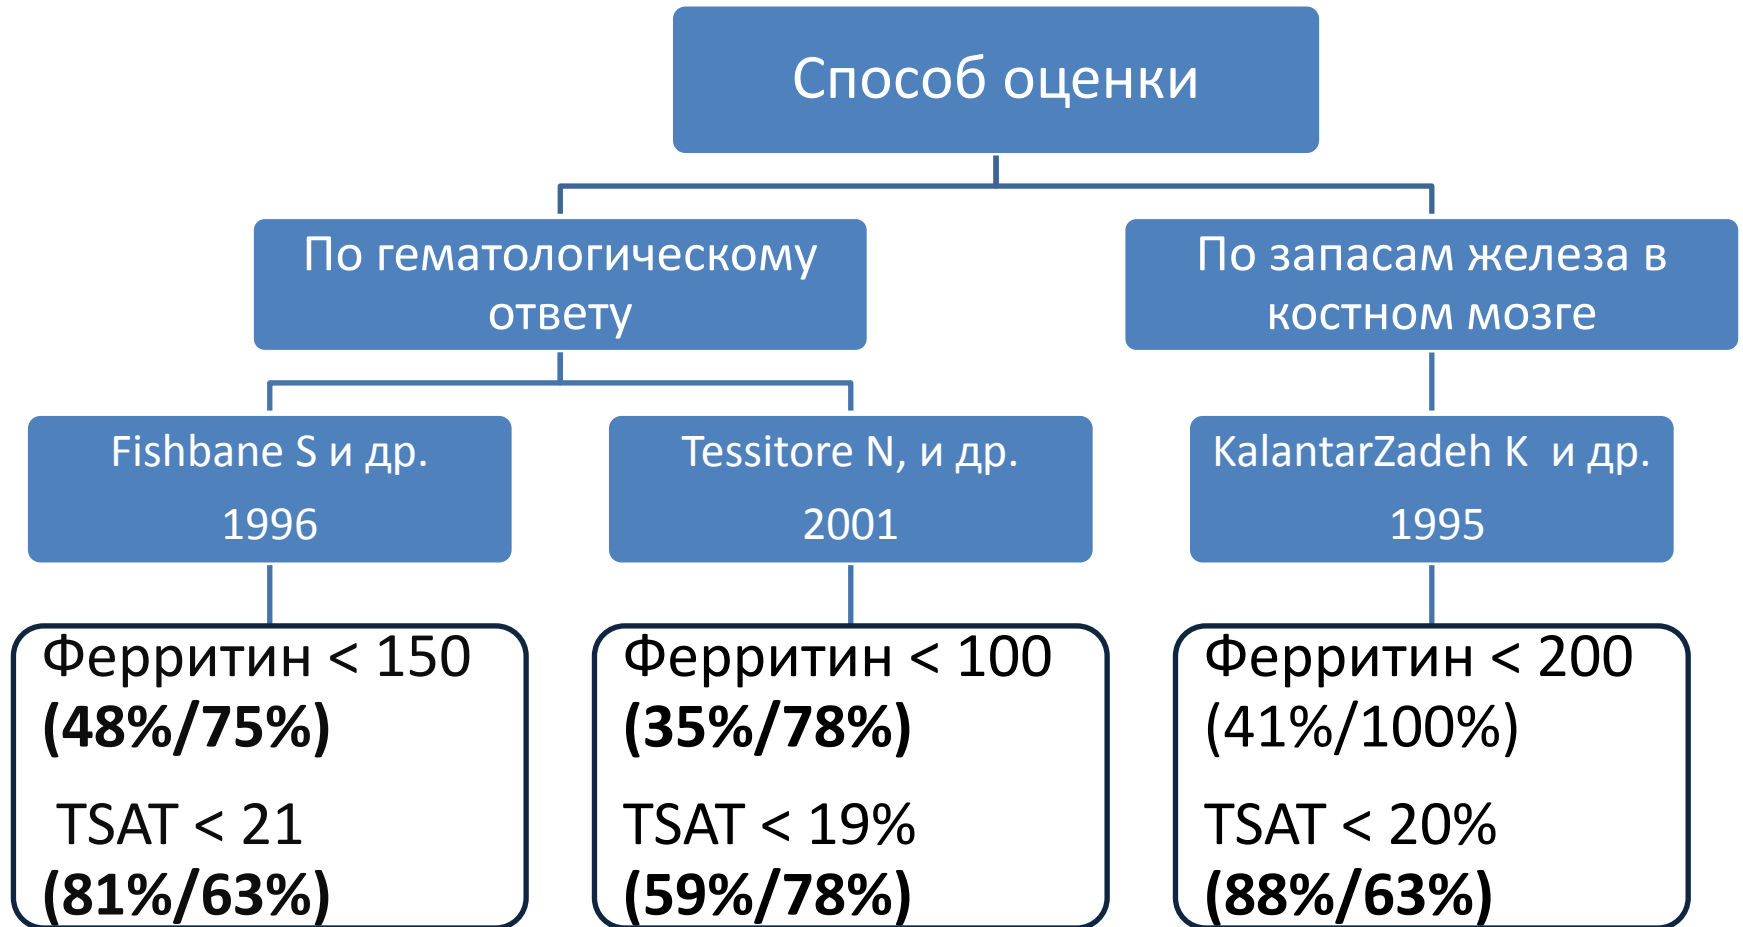 Способ оценки
По гематологическому
ответу
По запасам железа в
костном мозге
Fishbane S и др.
1996
Tessitore N, и др.
2001
KalantarZadeh K  и др.
1995
Ферритин < 150
(48%/75%)
TSAT < 21
(81%/63%)
Ферритин < 100
(35%/78%)
TSAT < 19%
(59%/78%)
Ферритин < 200
(41%/100%)
TSAT < 20%
(88%/63%)